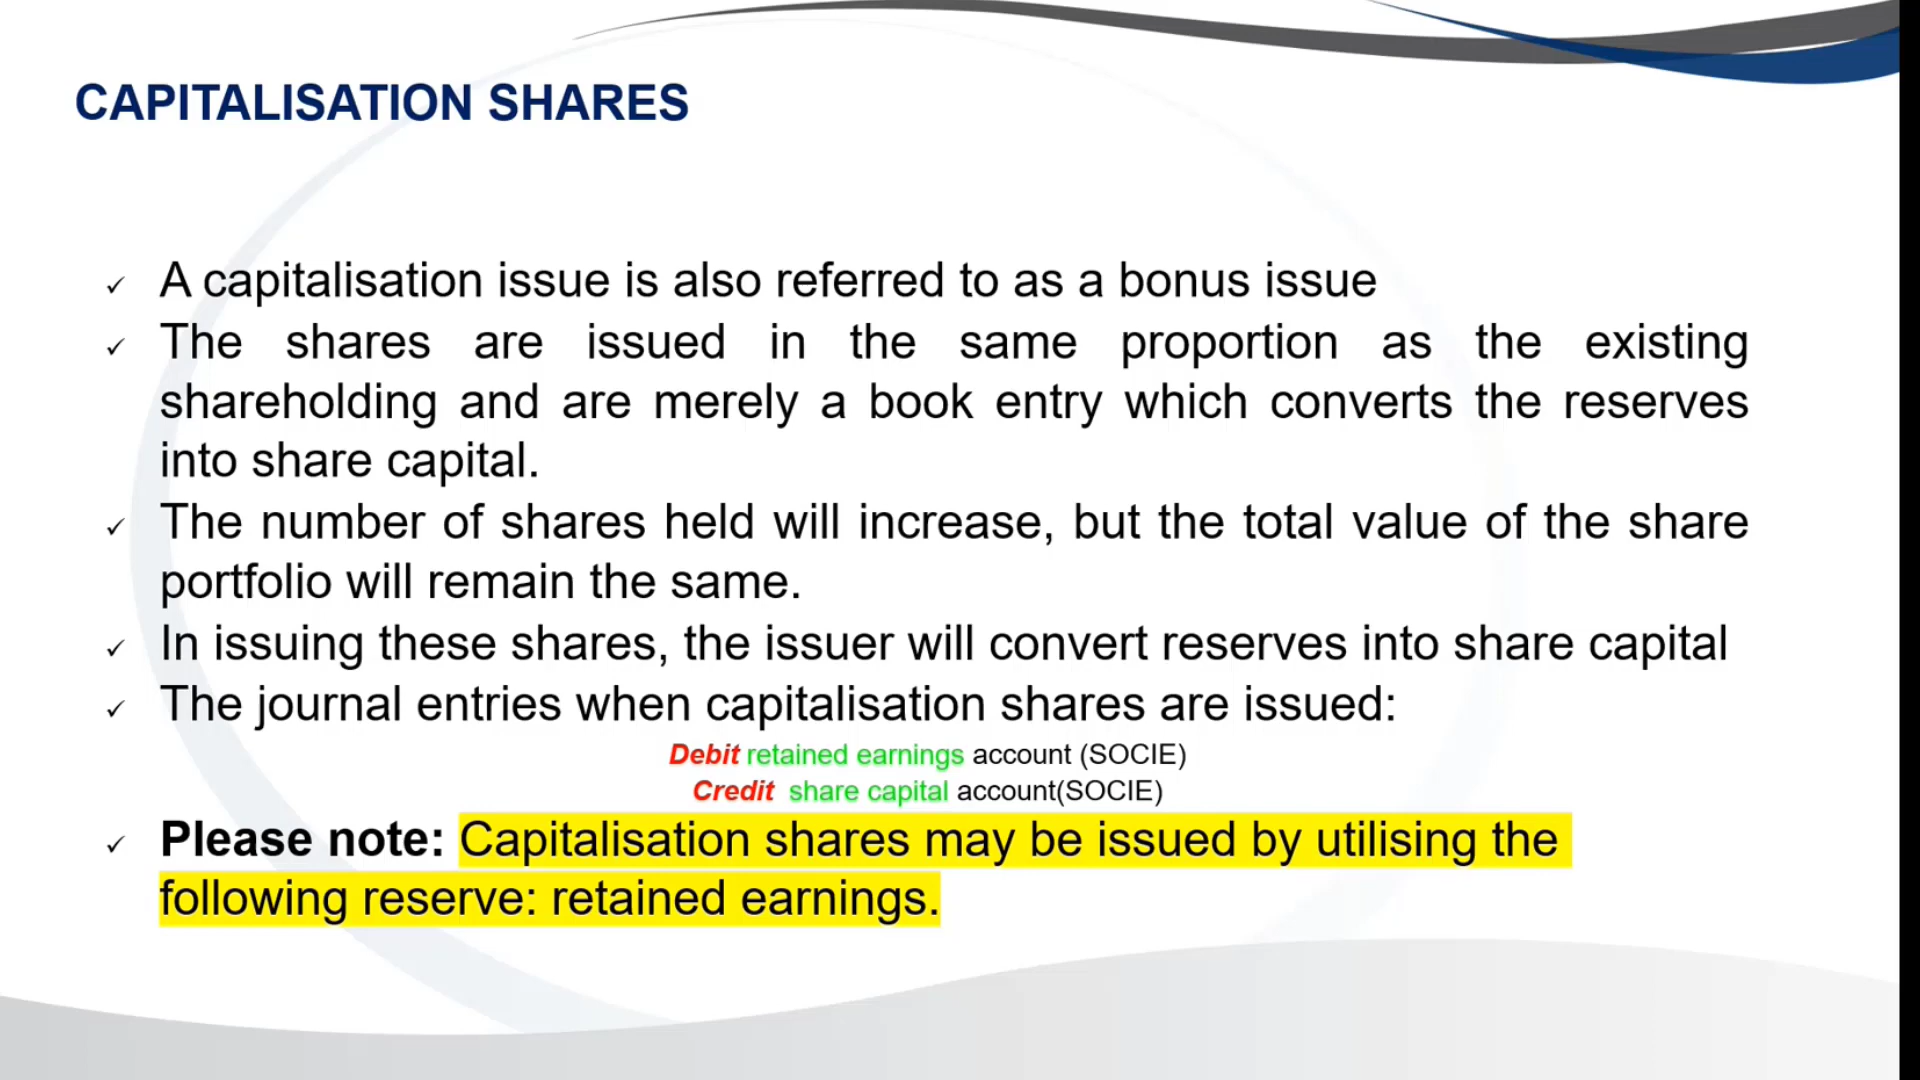 CAPITALISATION SHARES
✓ A capitalisation issue is also referred to as a bonus issue
✓ The shares are issued in the same proportion as the existing
shareholding and are merely a book entry which converts the reserves
into share capital.
✓ The number of shares held will increase, but the total value of the share
portfolio will remain the same.
✓ In issuing these shares, the issuer will convert reserves into share capital
✓ The journal entries when capitalisation shares are issued:
Debit retained earnings account (SOCIE)
Credit share capital account(SOCIE)
✓ Please note: Capitalisation shares may be issued by utilising the
following reserve: retained earnings.